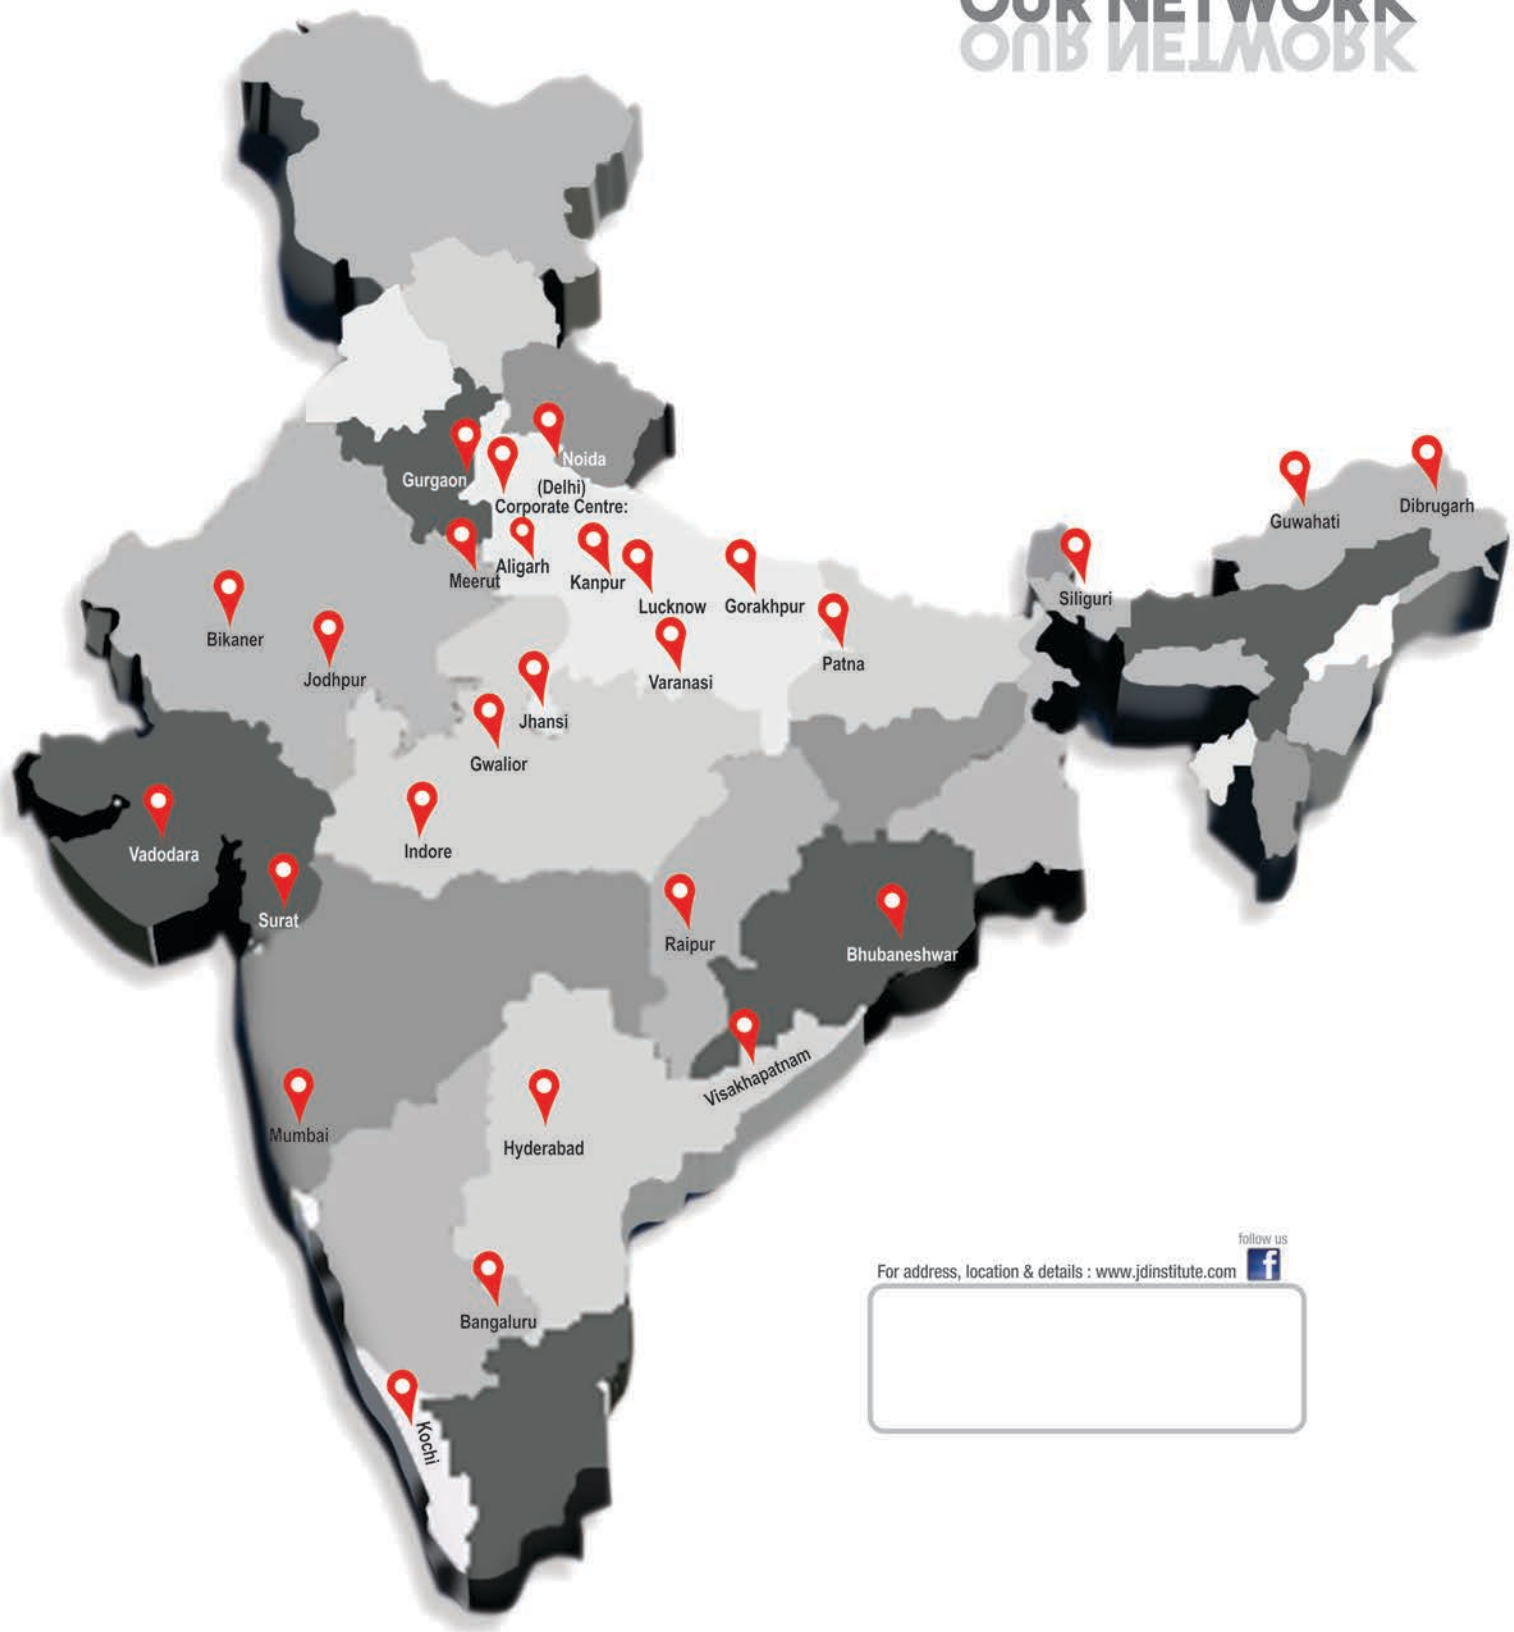 OUR NETWORK
Noida
Gurgaon
(Delhi)
Corporate Centre:
Guwahati
Dibrugarh
Aligarh
Meerut
Kanpur
Lucknow
Gorakhpur
Siliguri
Bikaner
Jodhpur
Varanasi
Patna
Jhansi
Gwalior
Indore
Vadodara
Surat
Raipur
Bhubaneshwar
Visakhapatnam
Mumbai
Hyderabad
Bangaluru
Kochi
follow us
For address, location & details : www.jdinstitute.com
f